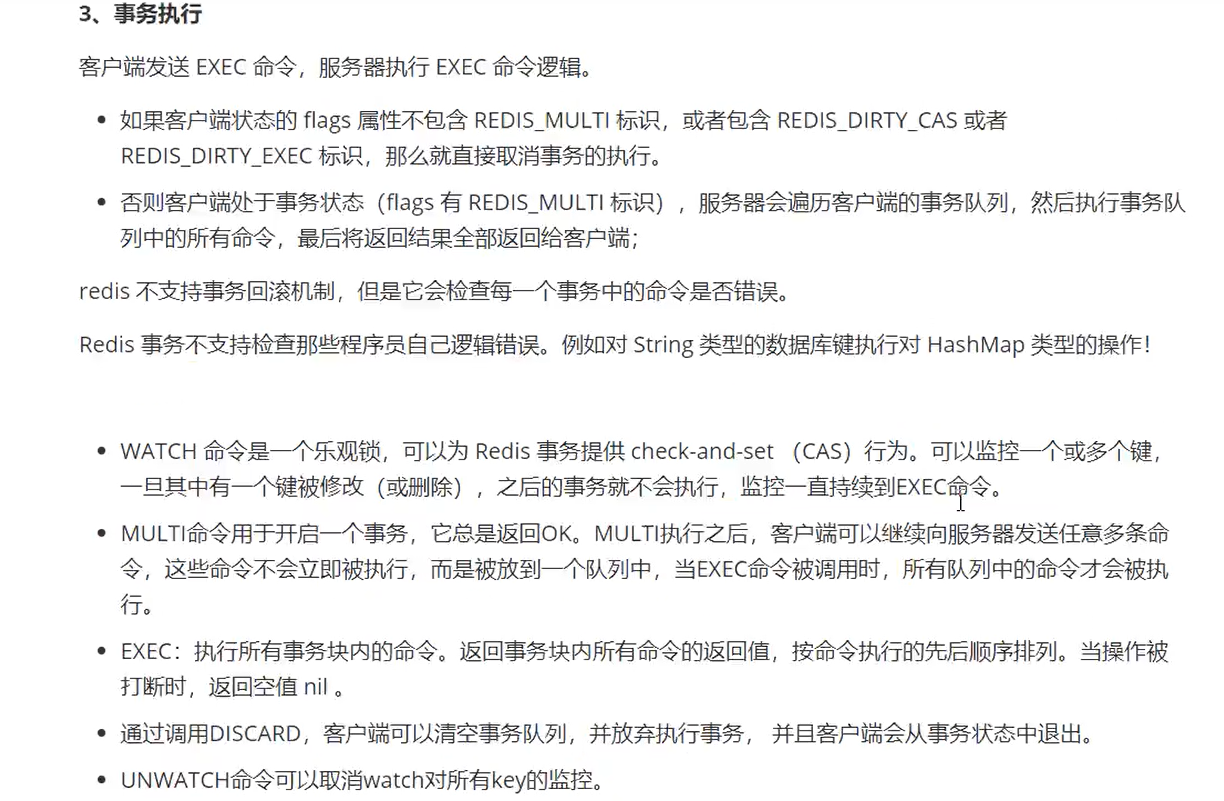 3、事务执行
客户端发送 EXEC 命令，服务器执行 EXEC 命令逻辑。
如果客户端状态的 flags 属性不包含 REDIS_MULTI 标识，或者包含 REDIS_DIRTY_CAS 或者
REDIS_DIRTY_EXEC 标识，那么就直接取消事务的执行。
否则客户端处于事务状态（flags 有 REDIS_MULTI 标识），服务器会遍历客户端的事务队列，然后执行事务队
列中的所有命令，最后将返回结果全部返回给客户端；
redis 不支持事务回滚机制，但是它会检查每一个事务中的命令是否错误。
Redis 事务不支持检查那些程序员自己逻辑错误。例如对 String 类型的数据库键执行对 HashMap 类型的操作！
WATCH 命令是一个乐观锁，可以为 Redis 事务提供 check-and-set （CAS）行为。可以监控一个或多个键，
一旦其中有一个键被修改（或删除），之后的事务就不会执行，监控一直持续到EXEC命令。
MULTI命令用于开启一个事务，它总是返回OK。MULTI执行之后，客户端可以继续向服务器发送任意多条命
令，这些命令不会立即被执行，而是被放到一个队列中，当EXEC命令被调用时，所有队列中的命令才会被执
行。
EXEC：执行所有事务块内的命令。返回事务块内所有命令的返回值，按命令执行的先后顺序排列。当操作被
打断时，返回空值 nil 。
通过调用DISCARD，客户端可以清空事务队列，并放弃执行事务， 并且客户端会从事务状态中退出。
UNWATCH命令可以取消watch对所有key的监控。